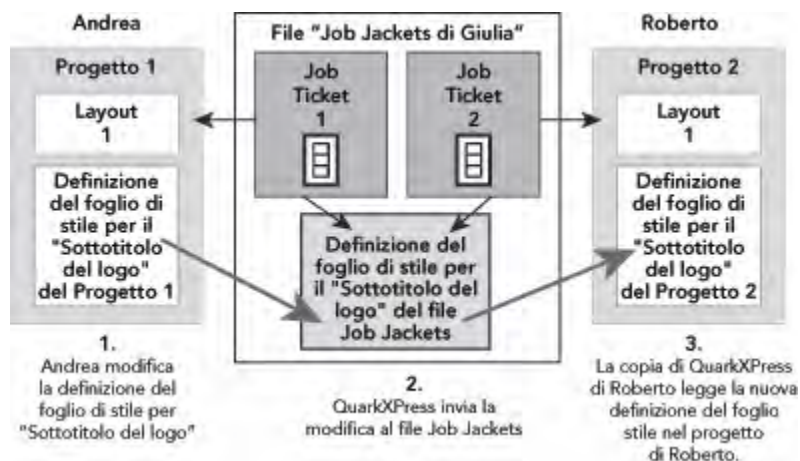 Andrea
Progetto 1
Layout
1
Definizione
del foglio di
stile per il
"Sottotitolo
del logo"
del Progetto 1
1.
Andrea modifica
la definizione del
foglio di stile per
"Sottotitolo del logo"
File "Job Jackets di Giulia"
Job
Ticket
1
Job
Ticket
2
Definizione del
foglio di stile per
il "Sottotitolo del
logo" del file
Job Jackets
2.
QuarkXPress invia la
modifica al file Job Jackets
Roberto
Progetto 2
Layout
1
Definizione
del foglio di
stile per il
"Sottotitolo
del logo"
del Progetto 2
3.
La copia di QuarkXPress
di Roberto legge la nuova
definizione del foglio
stile nel progetto
di Roberto.